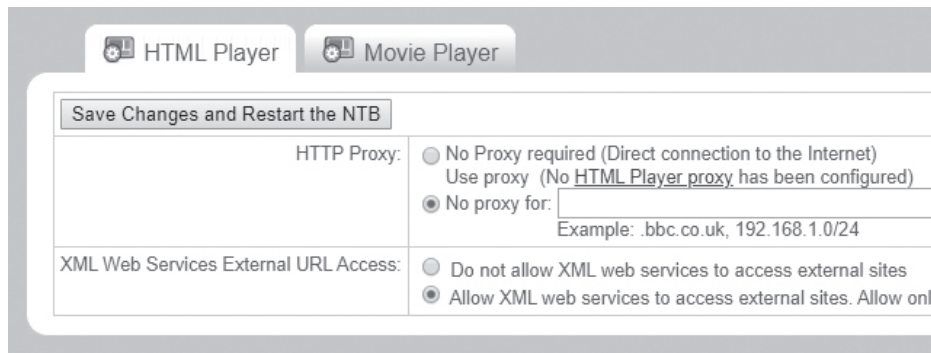 HTML Player
Movie Player
Save Changes and Restart the NTB
HTTP Proxy:
No Proxy required (Direct connection to the Internet)
Use proxy (No HTML Player proxy has been configured)
No proxy for:
Example: .bbc.co.uk, 192.168.1.0/24
XML Web Services External URL Access:
Do not allow XML web services to access external sites
Allow XML web services to access external sites. Allow